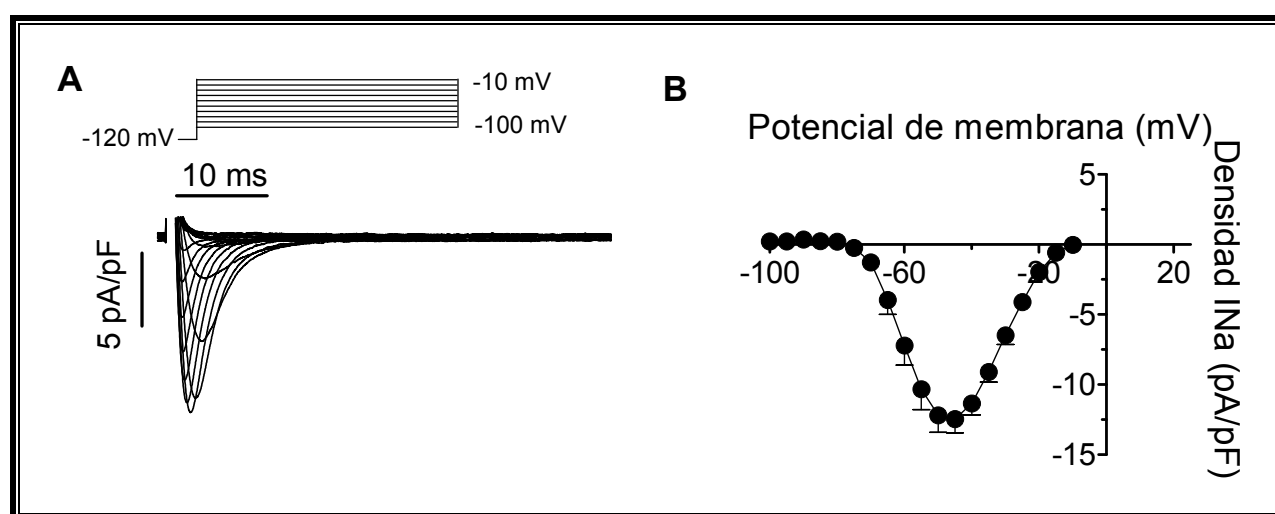 A
-10 mV
-100 mV
-120 mV
10 ms
5 pA/pF
B
Potencial de membrana (mV)
Densidad INa (pA/pF)
5
-100
-60
-20
20
-5
-10
-15